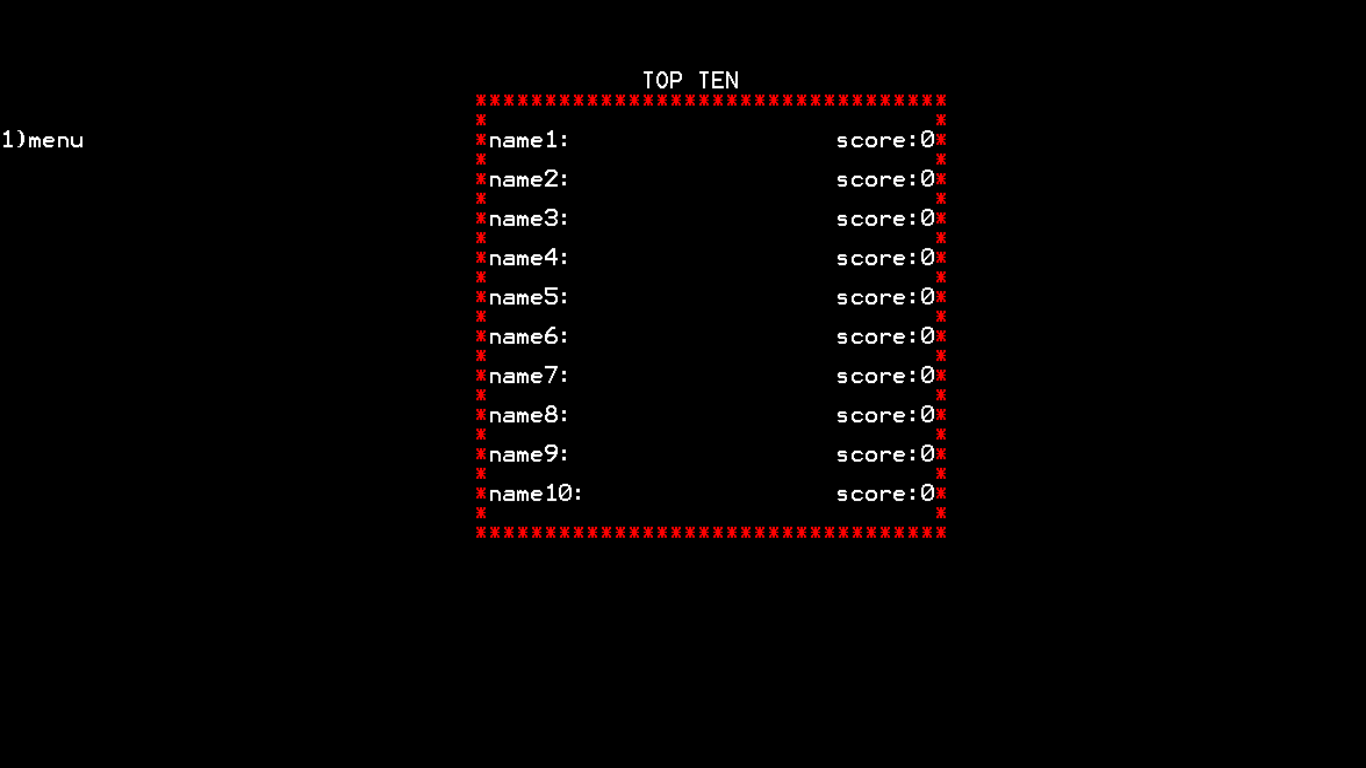 TOP TEN
1)menu
name1: score:0
name2: score:0
name3: score:0
name4: score:0
name5: score:0
name6: score:0
name7: score:0
name8: score:0
name9: score:0
name10: score:0